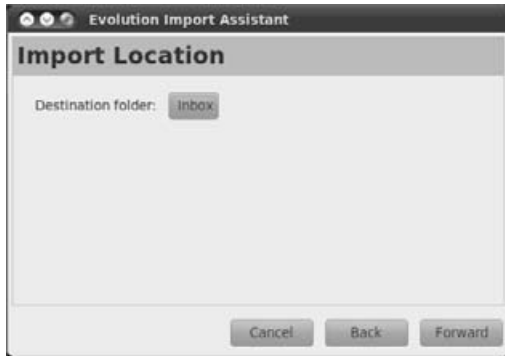 Evolution Import Assistant
Import Location
Destination folder: Inbox
Cancel Back Forward